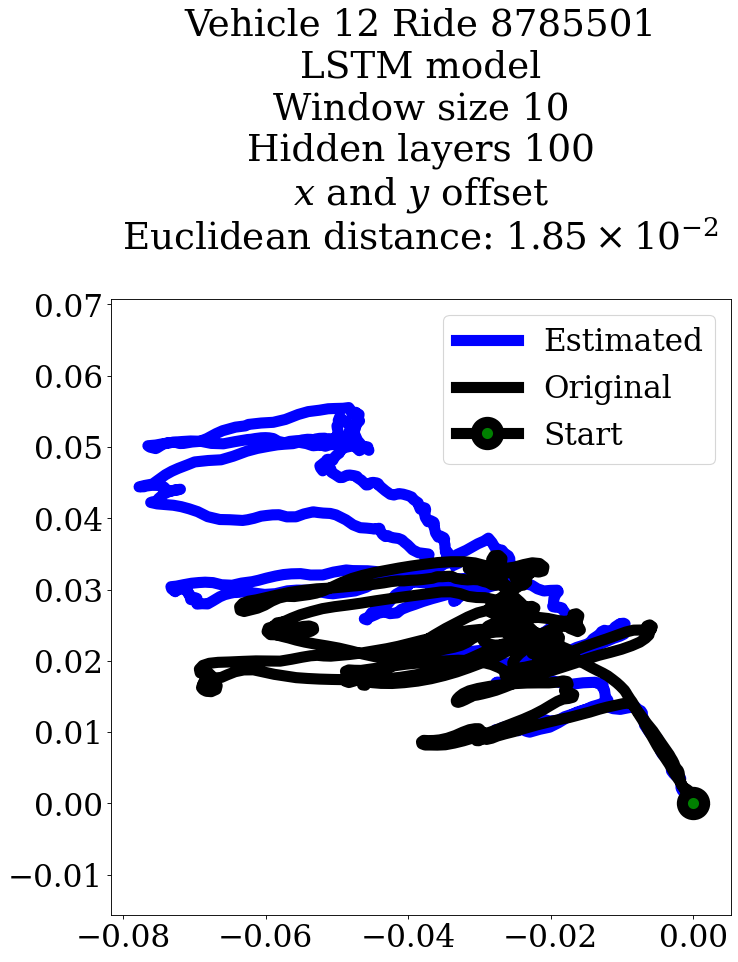 Vehicle 12 Ride 8785501
LSTM model
Window size 10
Hidden layers 100
x and y offset
Euclidean distance: 1.85 × 10⁻²
Estimated
Original
Start
0.07
0.06
0.05
0.04
0.03
0.02
0.01
0.00
−0.01
−0.08 −0.06 −0.04 −0.02 0.00